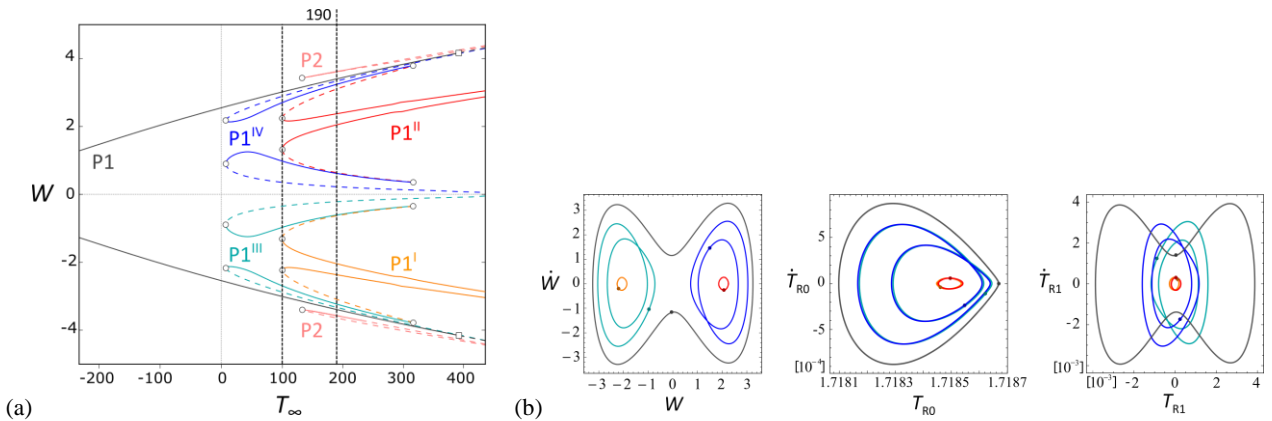 190
P2
P1
P1^IV
P1^II
P1^III
P1^I
P2
W
4
2
0
-2
-4
-200 -100 0 100 200 300 400
T∞
(a)
3
2
1
0
-1
-2
-3
Ẇ
-3 -2 -1 0 1 2 3
W
(b)
5
0
-5
[10^-4]
Ṫ_R0
1.7181 1.7183 1.7185 1.7187
T_R0
4
2
0
-2
[10^-3]
Ṫ_R1
[10^-3] -2 0 2 4
T_R1